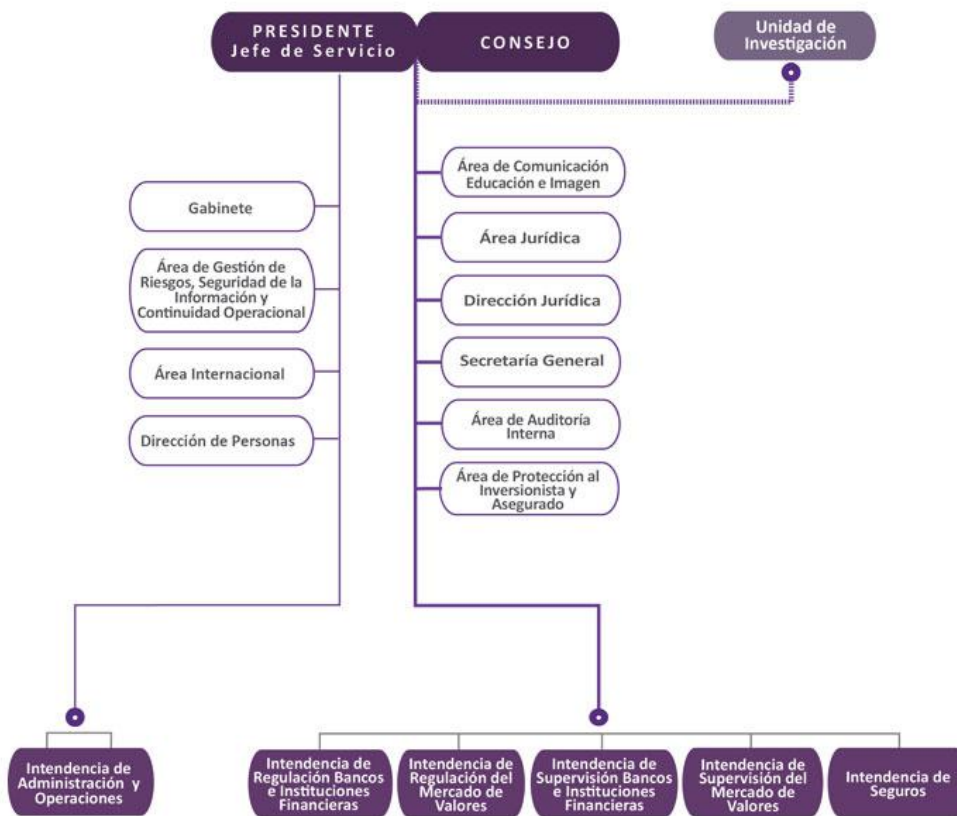 PRESIDENTE
Jefe de Servicio
CONSEJO
Unidad de
Investigación
Gabinete
Área de Gestión de
Riesgos, Seguridad de la
Información y
Continuidad Operacional
Área Internacional
Dirección de Personas
Área de Comunicación
Educación e Imagen
Área Jurídica
Dirección Jurídica
Secretaría General
Área de Auditoría
Interna
Área de Protección al
Inversionista y
Asegurado
Intendencia de
Administración y
Operaciones
Intendencia de
Regulación Bancos
e Instituciones
Financieras
Intendencia de
Regulación del
Mercado de
Valores
Intendencia de
Supervisión Bancos
e Instituciones
Financieras
Intendencia de
Supervisión del
Mercado de
Valores
Intendencia de
Seguros